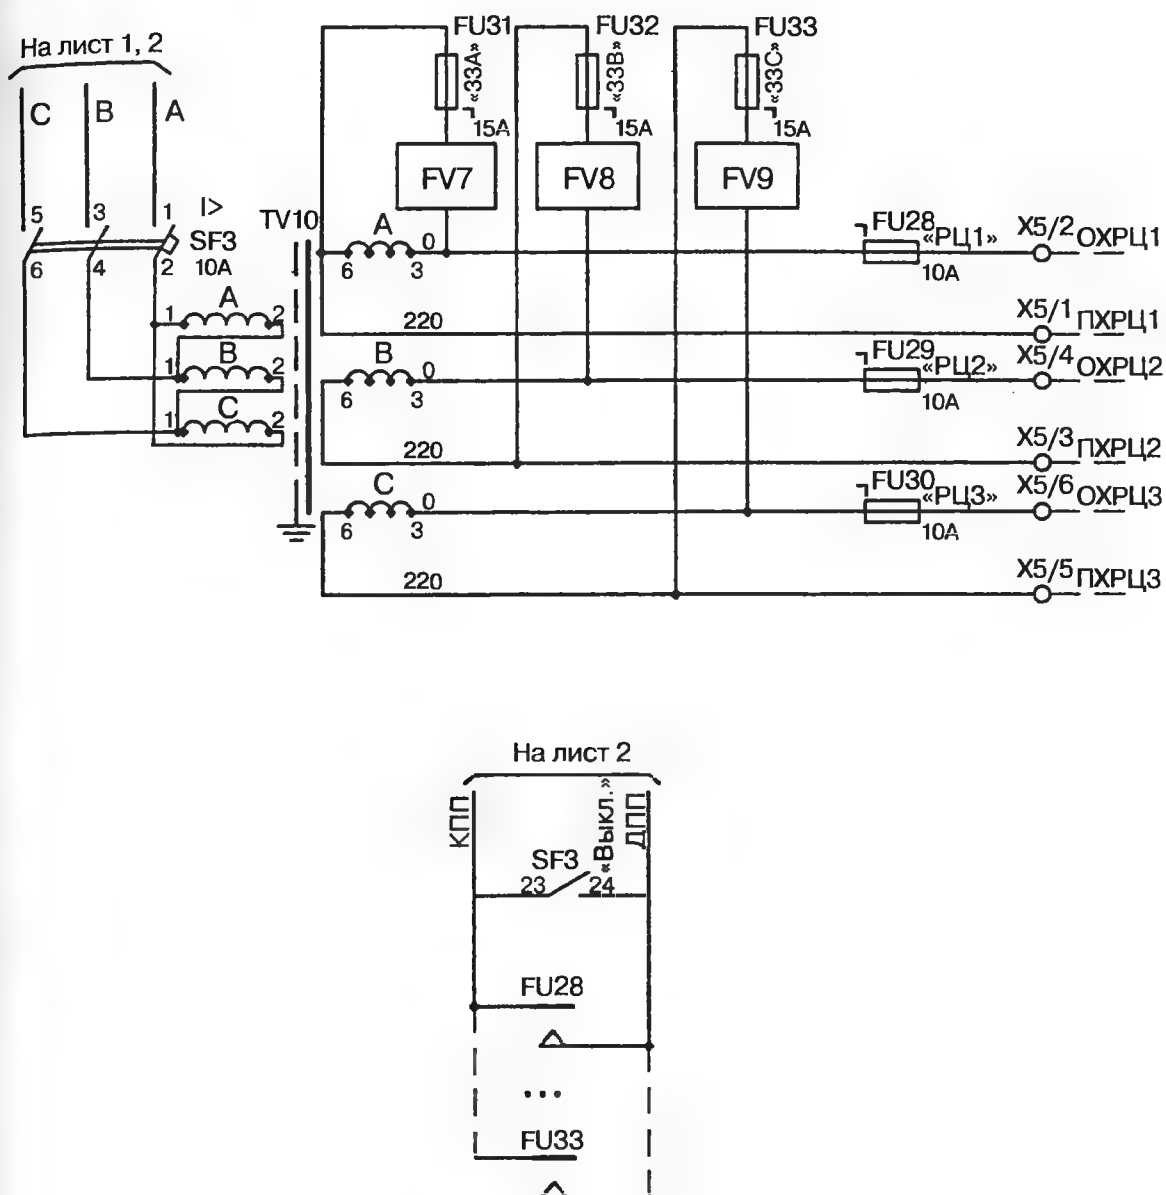 На лист 1, 2
C B A
FU31 «33A» 15A
FU32 «33B» 15A
FU33 «33C» 15A
FV7 FV8 FV9
5 3 1 I>
SF3
6 4 2 10A
TV10
A
6 0 3
FU28 «РЦ1» 10A
X5/2 ОХРЦ1
1 A 2
220
X5/1 ПХРЦ1
1 B 2
B
6 0 3
FU29 «РЦ2» 10A
X5/4 ОХРЦ2
1 C 2
220
X5/3 ПХРЦ2
C
6 0 3
FU30 «РЦ3» 10A
X5/6 ОХРЦ3
220
X5/5 ПХРЦ3
На лист 2
КПП «Выкл.» ДПП
SF3
23 24
FU28
...
FU33